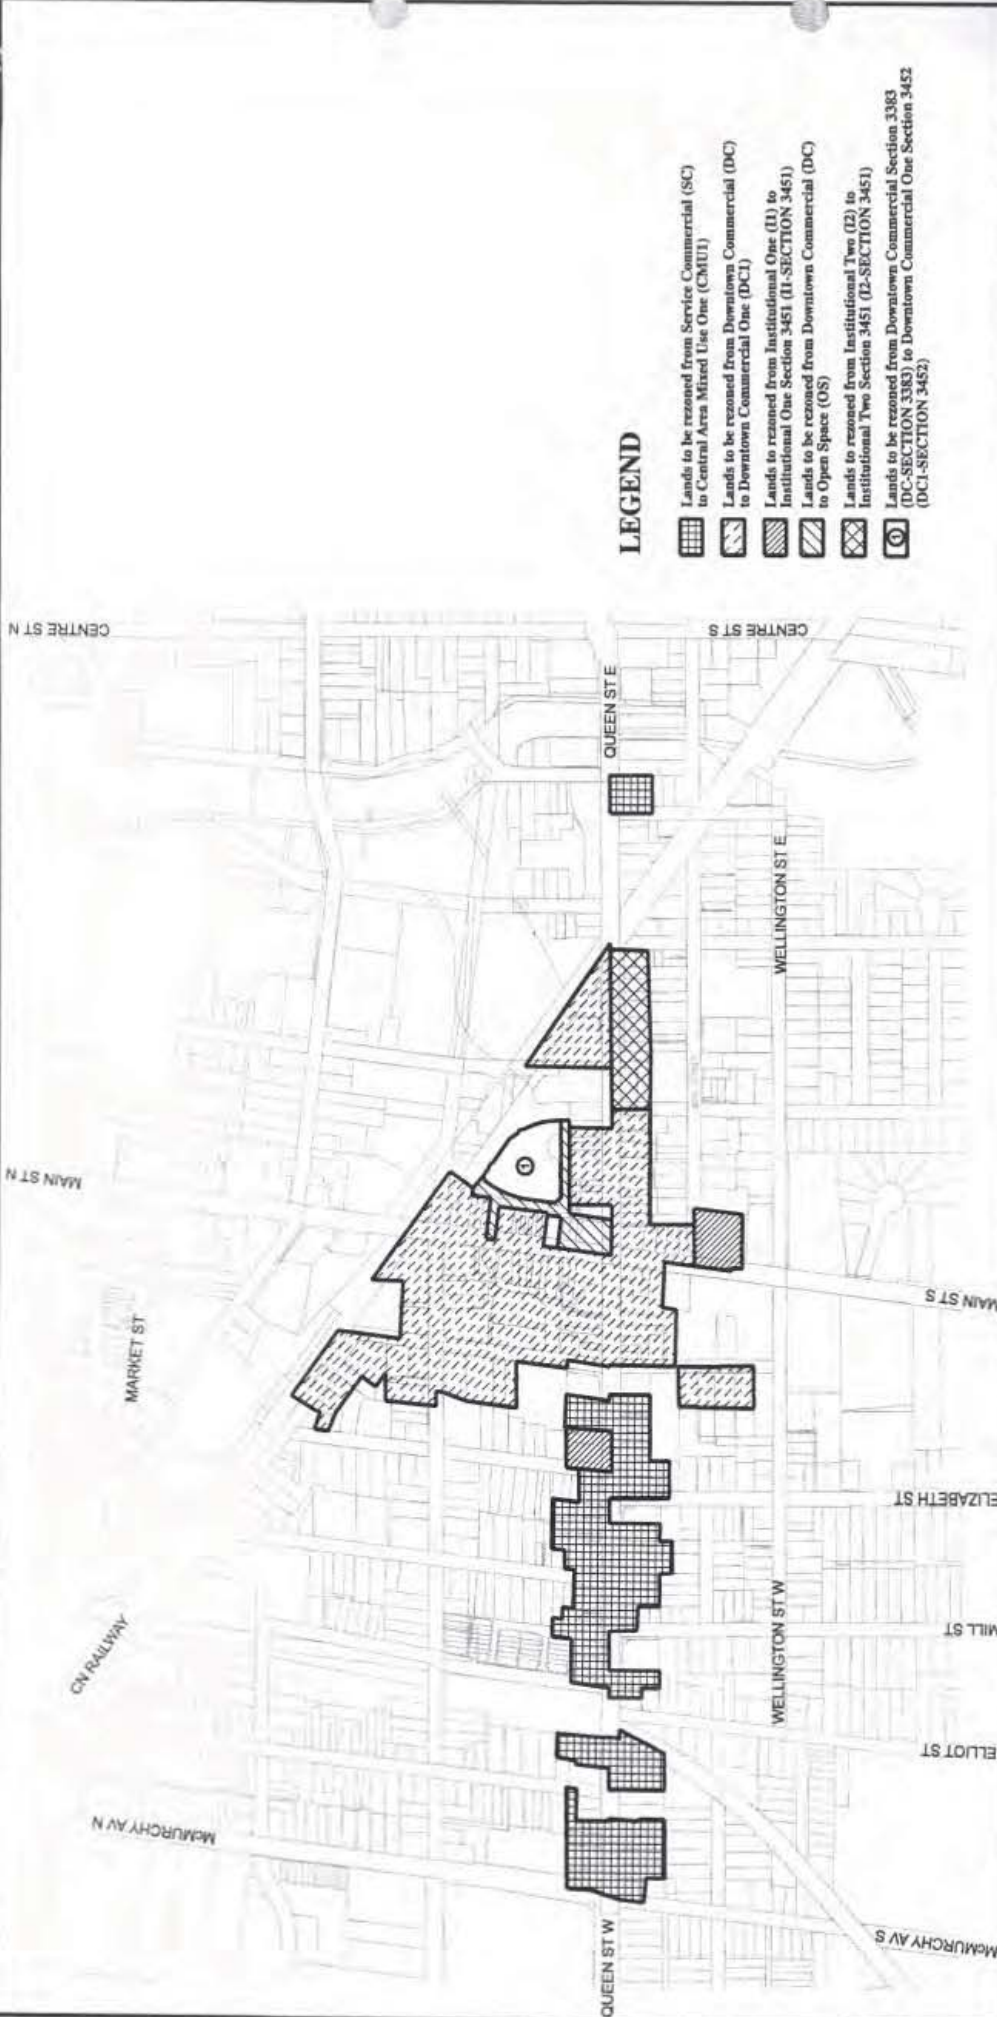 CENTRE ST N
MAIN ST N
MARKET ST
CN RAILWAY
McMURCHY AV N
QUEEN ST E
QUEEN ST W
CENTRE ST S
WELLINGTON ST E
MAIN ST S
ELIZABETH ST
MILL ST
WELLINGTON ST W
ELLIOT ST
McMURCHY AV S
LEGEND
Lands to be rezoned from Service Commercial (SC)
to Central Area Mixed Use One (CMU1)
Lands to be rezoned from Downtown Commercial (DC)
to Downtown Commercial One (DC1)
Lands to rezoned from Institutional One (I1) to
Institutional One Section 3451 (I1-SECTION 3451)
Lands to be rezoned from Downtown Commercial (DC)
to Open Space (OS)
Lands to rezoned from Institutional Two (I2) to
Institutional Two Section 3451 (I2-SECTION 3451)
1
Lands to be rezoned from Downtown Commercial Section 3383
(DC-SECTION 3383) to Downtown Commercial One Section 3452
(DC1-SECTION 3452)
1